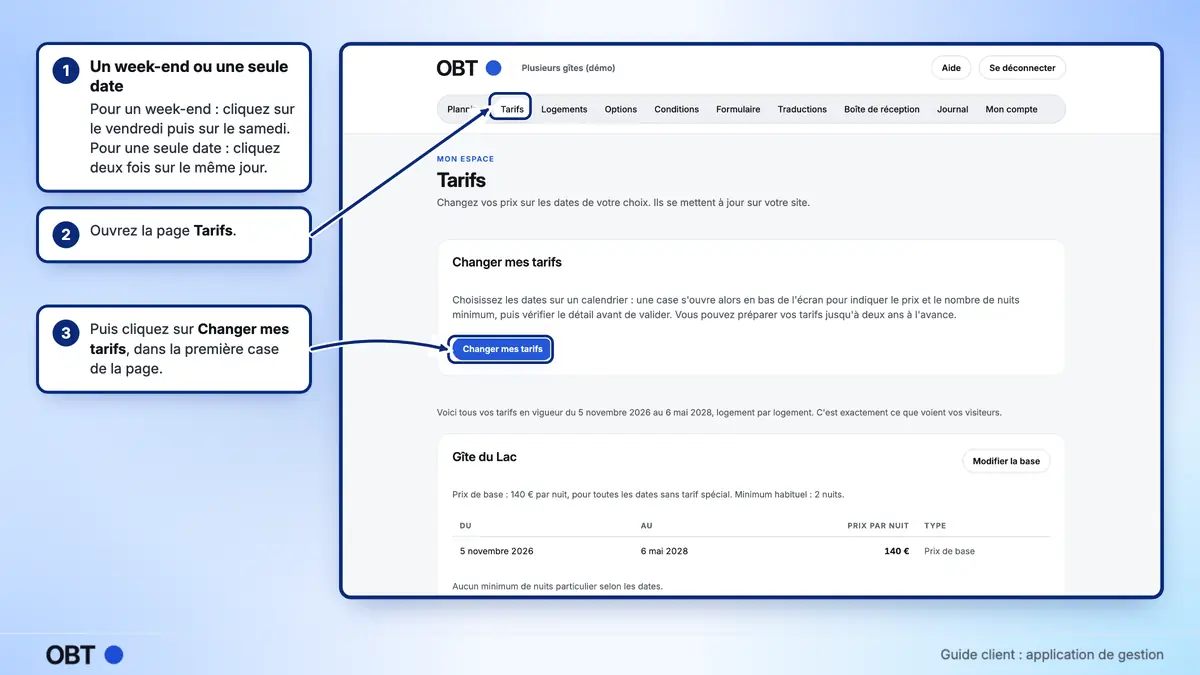 1
Un week-end ou une seule
date
Pour un week-end : cliquez sur
le vendredi puis sur le samedi.
Pour une seule date : cliquez
deux fois sur le même jour.
2
Ouvrez la page Tarifs.
3
Puis cliquez sur Changer mes
tarifs, dans la première case
de la page.
OBT
Plusieurs gîtes (démo)
Aide
Se déconnecter
Tarifs
Logements
Options
Conditions
Formulaire
Traductions
Boîte de réception
Journal
Mon compte
MON ESPACE
Tarifs
Changez vos prix sur les dates de votre choix. Ils se mettent à jour sur votre site.
Changer mes tarifs
Choisissez les dates sur un calendrier : une case s'ouvre alors en bas de l'écran pour indiquer le prix et le nombre de nuits
minimum, puis vérifier le détail avant de valider. Vous pouvez préparer vos tarifs jusqu'à deux ans à l'avance.
Changer mes tarifs
Voici tous vos tarifs en vigueur du 5 novembre 2026 au 6 mai 2028, logement par logement. C'est exactement ce que voient vos visiteurs.
Gîte du Lac
Modifier la base
Prix de base : 140 € par nuit, pour toutes les dates sans tarif spécial. Minimum habituel : 2 nuits.
DU AU PRIX PAR NUIT TYPE
5 novembre 2026 6 mai 2028 140 € Prix de base
Aucun minimum de nuits particulier selon les dates.
OBT
Guide client : application de gestion